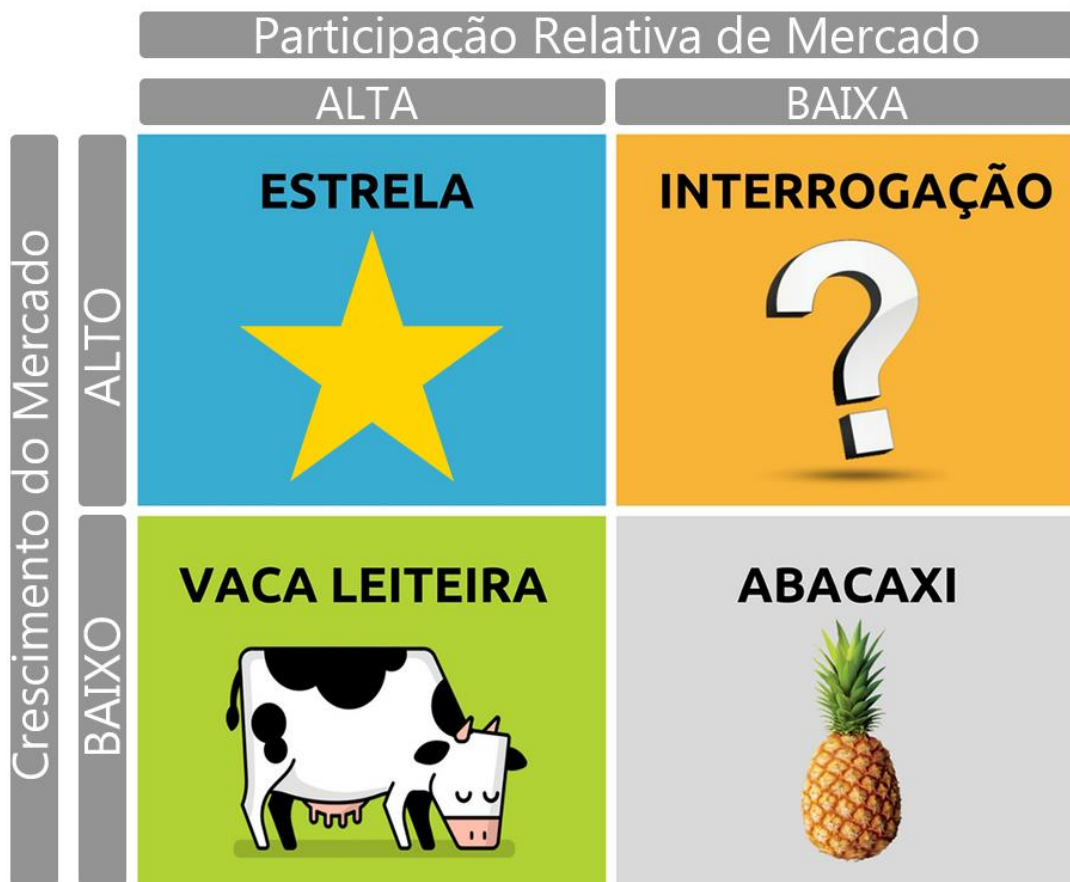 Participação Relativa de Mercado
ALTA
BAIXA
Crescimento do Mercado
ALTO
ESTRELA
INTERROGAÇÃO
BAIXO
VACA LEITEIRA
ABACAXI